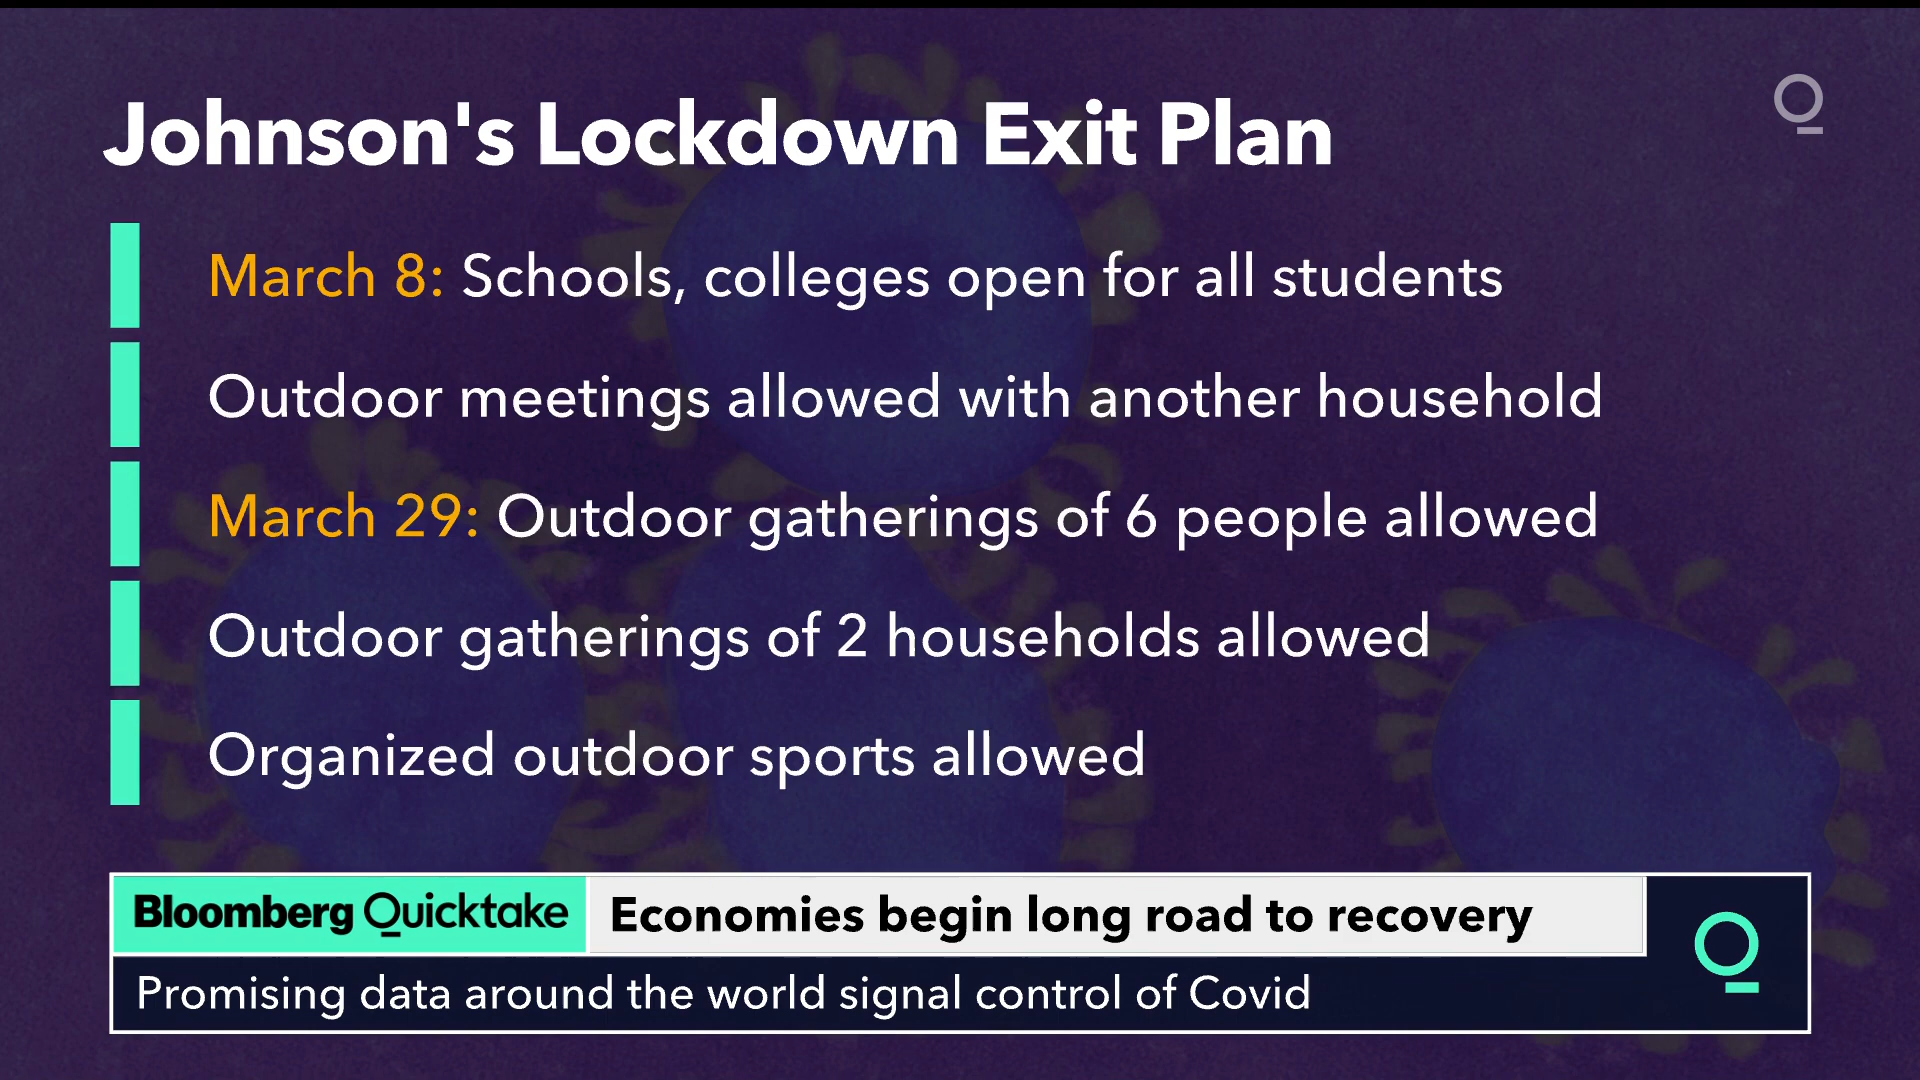 Johnson's Lockdown Exit Plan
March 8: Schools, colleges open for all students
Outdoor meetings allowed with another household
March 29: Outdoor gatherings of 6 people allowed
Outdoor gatherings of 2 households allowed
Organized outdoor sports allowed
Bloomberg Quicktake
Economies begin long road to recovery
Promising data around the world signal control of Covid